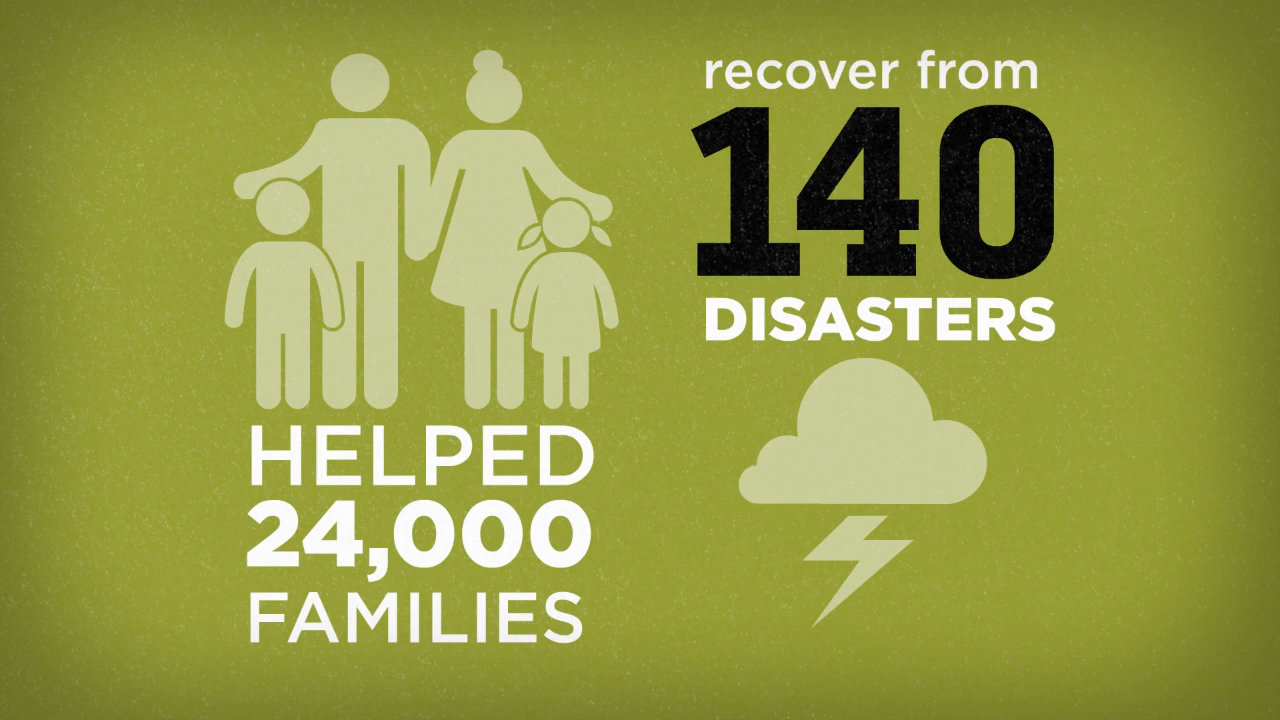 HELPED
24,000
FAMILIES
recover from
140
DISASTERS